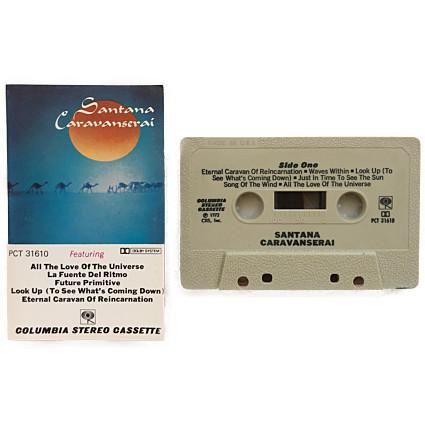 Santana
Caravanserai
PCT 31610
Featuring
DOLBY SYSTEM
All The Love Of The Universe
La Fuente Del Ritmo
Future Primitive
Look Up (To See What's Coming Down)
Eternal Caravan Of Reincarnation
COLUMBIA STEREO CASSETTE
MADE IN U.S.A.
Side One
Eternal Caravan Of Reincarnation • Waves Within • Look Up (To
See What's Coming Down) • Just In Time To See The Sun
Song Of The Wind • All The Love Of The Universe
COLUMBIA
STEREO
CASSETTE
℗ 1972
CBS, Inc.
PCT 31610
SANTANA
CARAVANSERAI